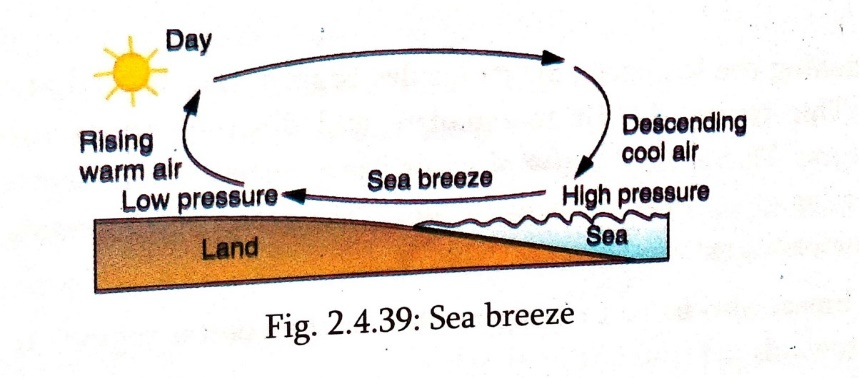 Day
Rising
warm air
Low pressure
Sea breeze
Descending
cool air
High pressure
Land
Sea
Fig. 2.4.39: Sea breeze